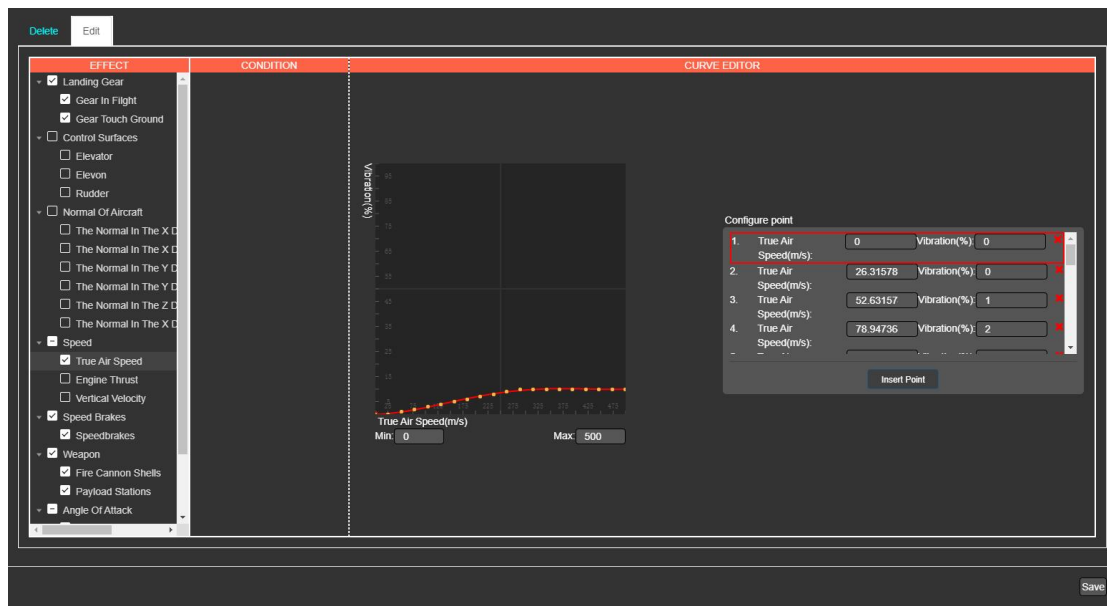 Delete
Edit
EFFECT
CONDITION
CURVE EDITOR
Landing Gear
Gear In Filght
Gear Touch Ground
Control Surfaces
Elevator
Elevon
Rudder
Normal Of Aircraft
The Normal In The X D
The Normal In The X D
The Normal In The Y D
The Normal In The Y D
The Normal In The Z D
The Normal In The X D
Speed
True Air Speed
Engine Thrust
Vertical Velocity
Speed Brakes
Speedbrakes
Weapon
Fire Cannon Shells
Payload Stations
Angle Of Attack
Vibration(%)
True Air Speed(m/s)
Min: 0
Max: 500
Configure point
1. True Air Vibration(%): 0
Speed(m/s): 0
2. True Air 26.31578 Vibration(%): 0
Speed(m/s):
3. True Air 52.63157 Vibration(%): 1
Speed(m/s):
4. True Air 78.94736 Vibration(%): 2
Speed(m/s):
Insert Point
Save